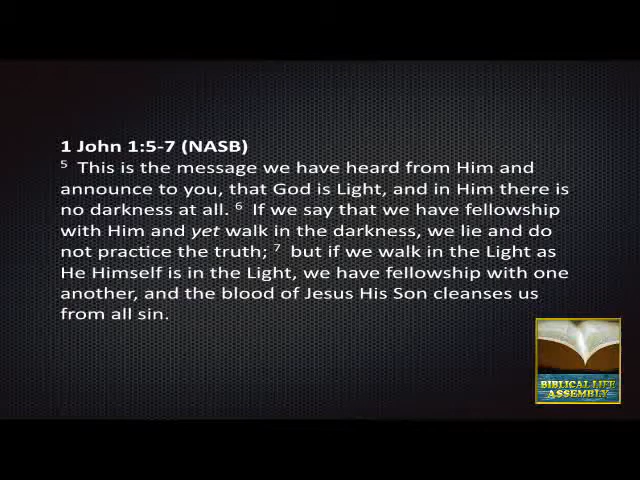 1 John 1:5-7 (NASB)
5 This is the message we have heard from Him and
announce to you, that God is Light, and in Him there is
no darkness at all. 6 If we say that we have fellowship
with Him and yet walk in the darkness, we lie and do
not practice the truth; 7 but if we walk in the Light as
He Himself is in the Light, we have fellowship with one
another, and the blood of Jesus His Son cleanses us
from all sin.
BIBLICAL LIFE
ASSEMBLY